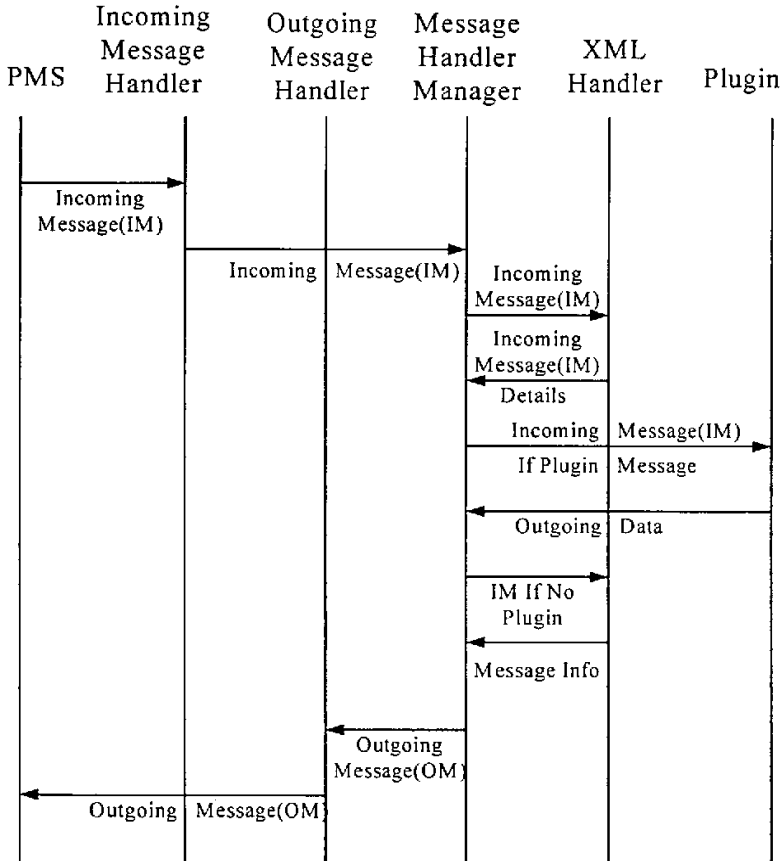 PMS
Incoming
Message
Handler
Outgoing
Message
Handler
Message
Handler
Manager
XML
Handler
Plugin
Incoming
Message(IM)
Incoming Message(IM)
Incoming
Message(IM)
Incoming
Message(IM)
Details
Incoming Message(IM)
If Plugin Message
Outgoing Data
IM If No
Plugin
Message Info
Outgoing
Message(OM)
Outgoing Message(OM)